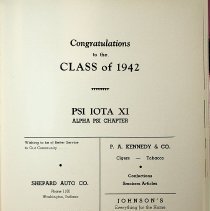 Congratulations
to the
CLASS of 1942
PSI IOTA XI
ALPHA PSI CHAPTER
Wishing to be of Better Service
to Our Community
SHEPARD AUTO CO.
Phone 1191
Washington, Indiana
P. A. KENNEDY & CO.
Cigars — Tobacco
Confections
Smokers Articles
JOHNSON'S
Everything for the Home